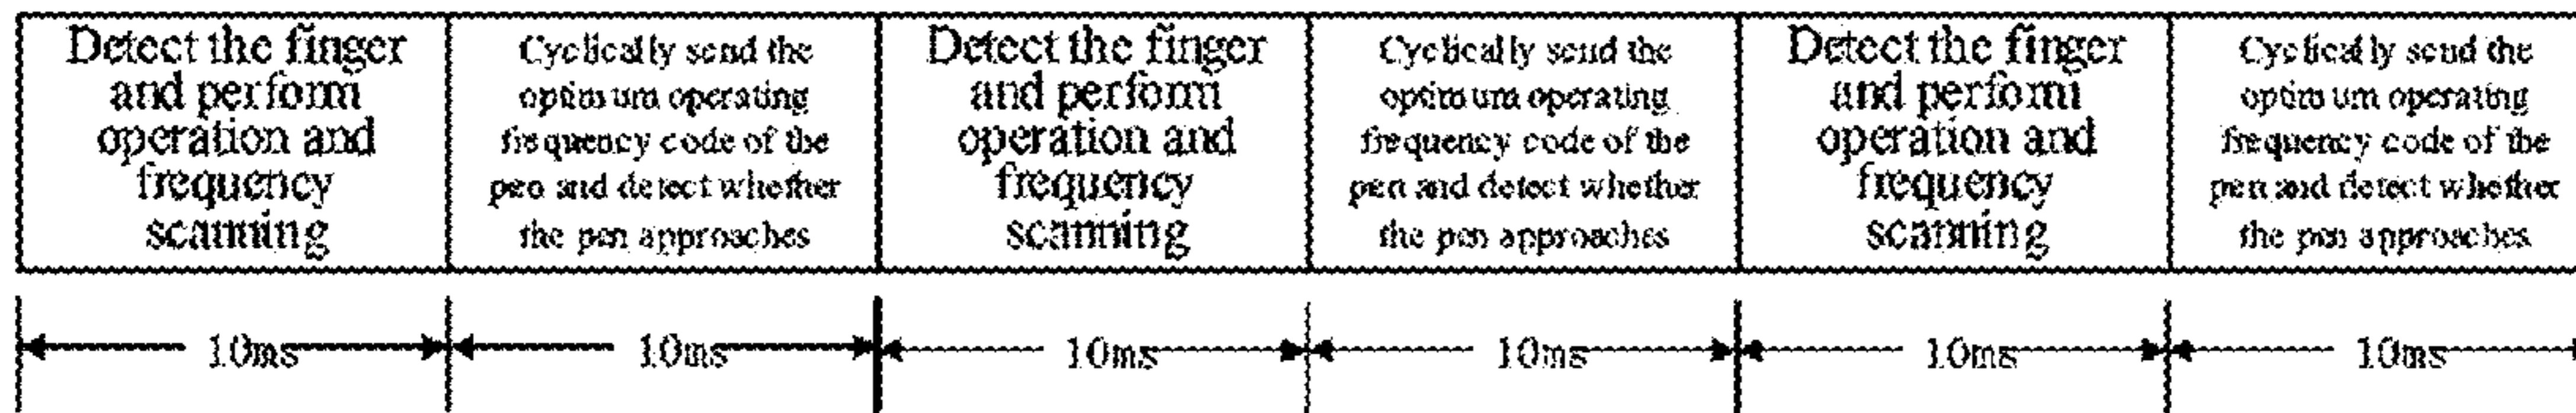 Detect the finger
and perform
operation and
frequency
scanning
Cyclically send the
optimum operating
frequency code of the
pen and detect whether
the pen approaches
Detect the finger
and perform
operation and
frequency
scanning
Cyclically send the
optimum operating
frequency code of the
pen and detect whether
the pen approaches
Detect the finger
and perform
operation and
frequency
scanning
Cyclically send the
optimum operating
frequency code of the
pen and detect whether
the pen approaches
10ms
10ms
10ms
10ms
10ms
10ms